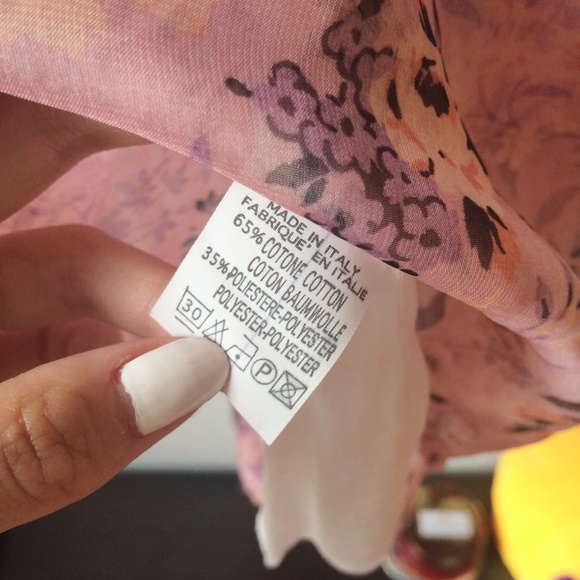 MADE IN ITALY
FABRIQUE' EN ITALIE
65% COTONE COTTON
COTON BAUMWOLLE
35% POLIESTERE-POLYESTER
POLYESTER-POLYESTER
30 P